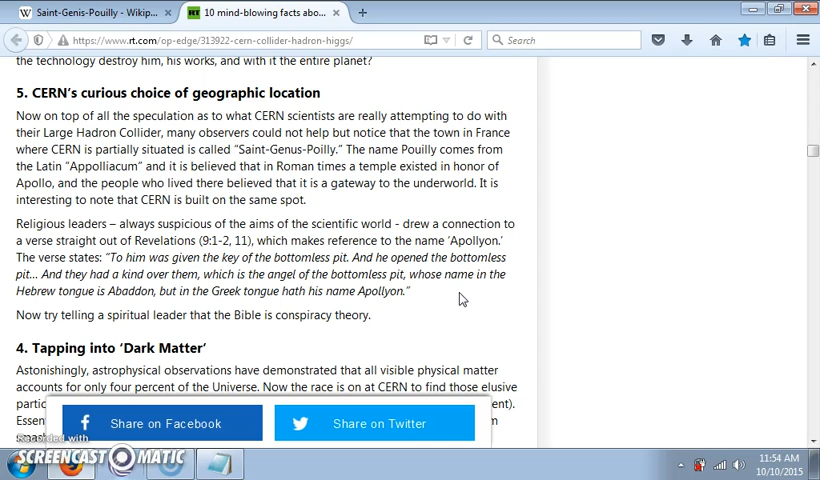 Saint-Genis-Pouilly - Wikip...
10 mind-blowing facts abo...
https://www.rt.com/op-edge/313922-cern-collider-hadron-higgs/
Search
the technology destroy him, his works, and with it the entire planet?
5. CERN's curious choice of geographic location
Now on top of all the speculation as to what CERN scientists are really attempting to do with
their Large Hadron Collider, many observers could not help but notice that the town in France
where CERN is partially situated is called “Saint-Genus-Poilly.” The name Pouilly comes from
the Latin “Appolliacum” and it is believed that in Roman times a temple existed in honor of
Apollo, and the people who lived there believed that it is a gateway to the underworld. It is
interesting to note that CERN is built on the same spot.
Religious leaders – always suspicious of the aims of the scientific world - drew a connection to
a verse straight out of Revelations (9:1-2, 11), which makes reference to the name ‘Apollyon.’
The verse states: “To him was given the key of the bottomless pit. And he opened the bottomless
pit... And they had a kind over them, which is the angel of the bottomless pit, whose name in the
Hebrew tongue is Abaddon, but in the Greek tongue hath his name Apollyon.”
Now try telling a spiritual leader that the Bible is conspiracy theory.
4. Tapping into ‘Dark Matter’
Astonishingly, astrophysical observations have demonstrated that all visible physical matter
accounts for only four percent of the Universe. Now the race is on at CERN to find those elusive
Share on Facebook
Share on Twitter
Recorded with
SCREENCAST MATIC
11:54 AM
10/10/2015